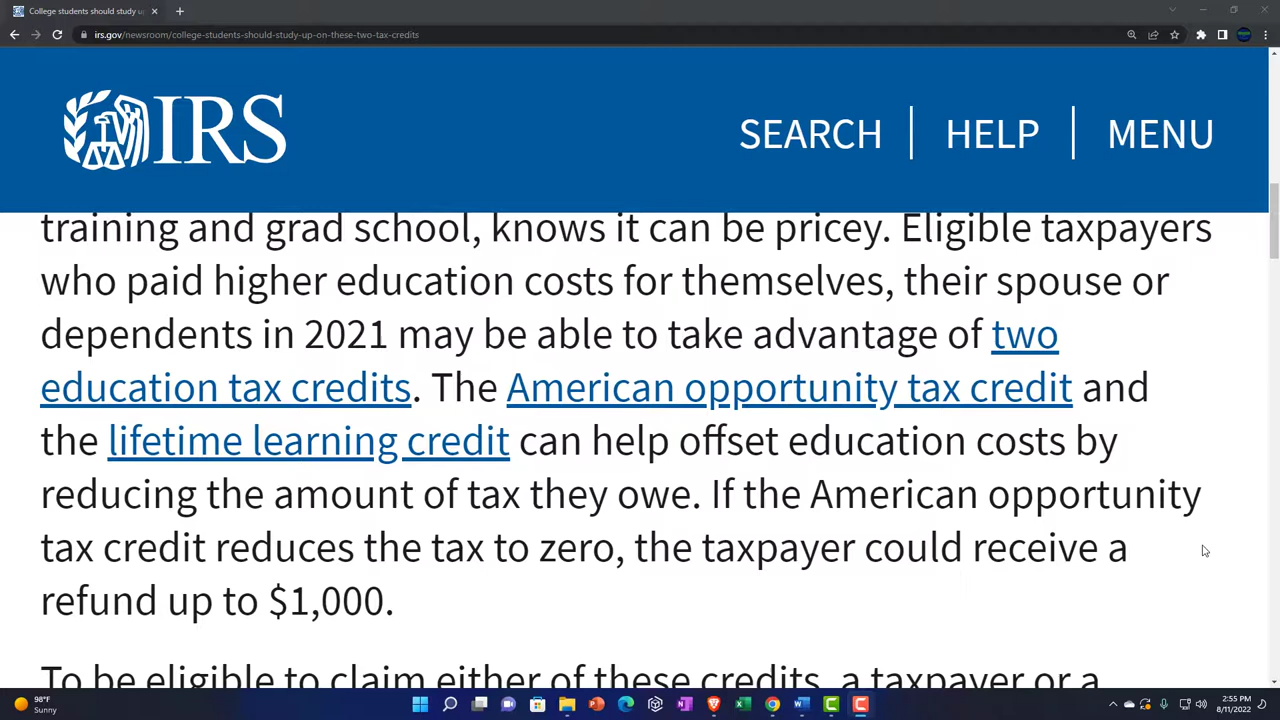 College students should study u
irs.gov/newsroom/college-students-should-study-up-on-these-two-tax-credits
IRS
SEARCH
HELP
MENU
training and grad school, knows it can be pricey. Eligible taxpayers
who paid higher education costs for themselves, their spouse or
dependents in 2021 may be able to take advantage of two
education tax credits. The American opportunity tax credit and
the lifetime learning credit can help offset education costs by
reducing the amount of tax they owe. If the American opportunity
tax credit reduces the tax to zero, the taxpayer could receive a
refund up to $1,000.
To be eligible to claim either of these credits, a taxpayer or a
98°F
Sunny
2:55 PM
8/11/2022